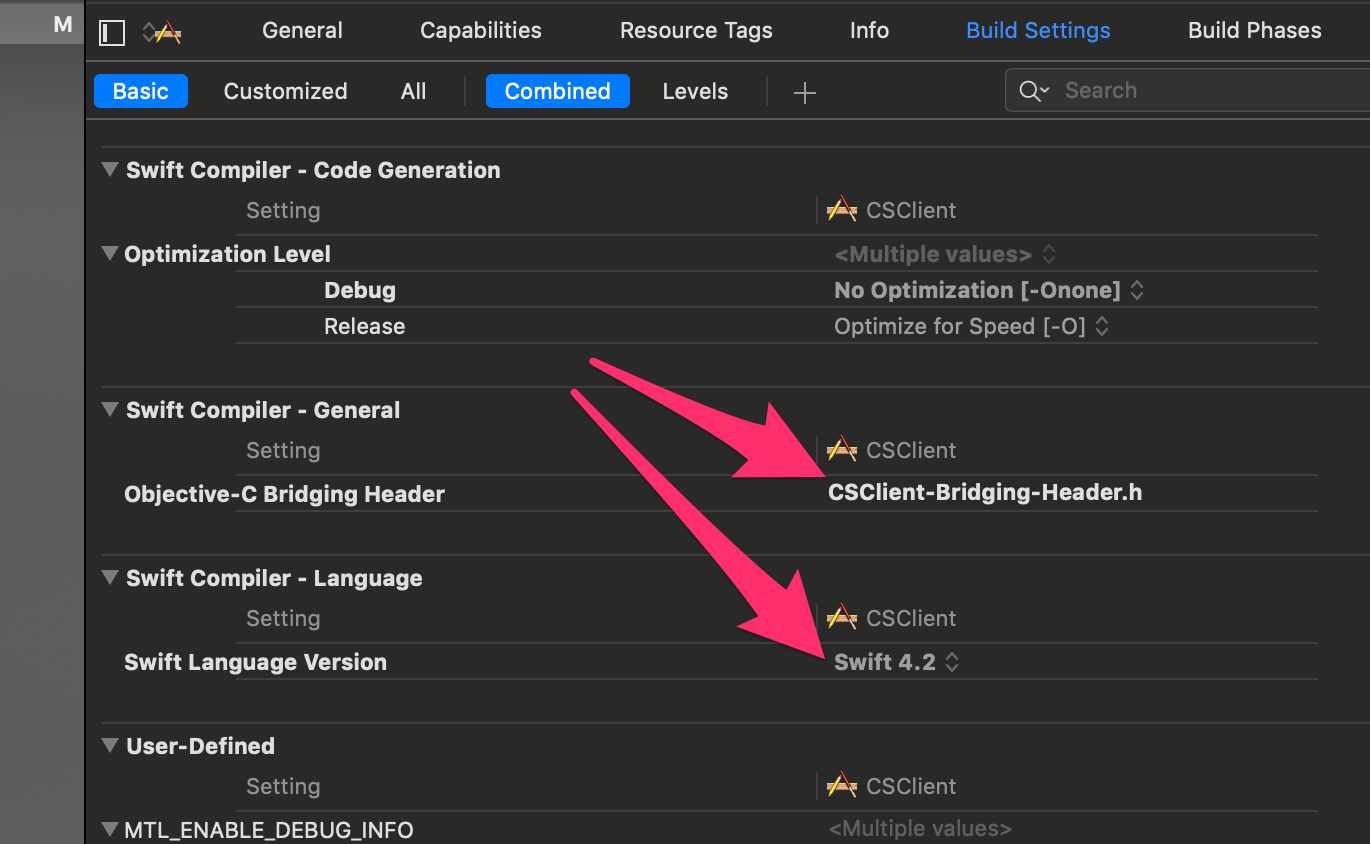 M
General Capabilities Resource Tags Info Build Settings Build Phases
Basic Customized All Combined Levels + Search
Swift Compiler - Code Generation
Setting CSClient
Optimization Level <Multiple values>
Debug No Optimization [-Onone]
Release Optimize for Speed [-O]
Swift Compiler - General
Setting CSClient
Objective-C Bridging Header CSClient-Bridging-Header.h
Swift Compiler - Language
Setting CSClient
Swift Language Version Swift 4.2
User-Defined
Setting CSClient
MTL_ENABLE_DEBUG_INFO <Multiple values>